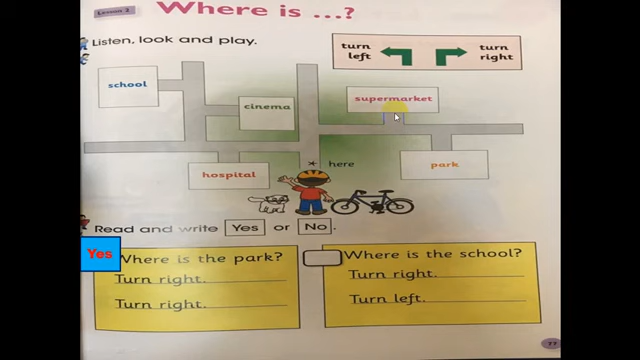 Lesson 2
Where is ...?
Listen, look and play.
turn left
turn right
school
cinema
supermarket
hospital
here
park
Read and write Yes or No.
Yes
Where is the park?
Turn right.
Turn right.
Where is the school?
Turn right.
Turn left.
77